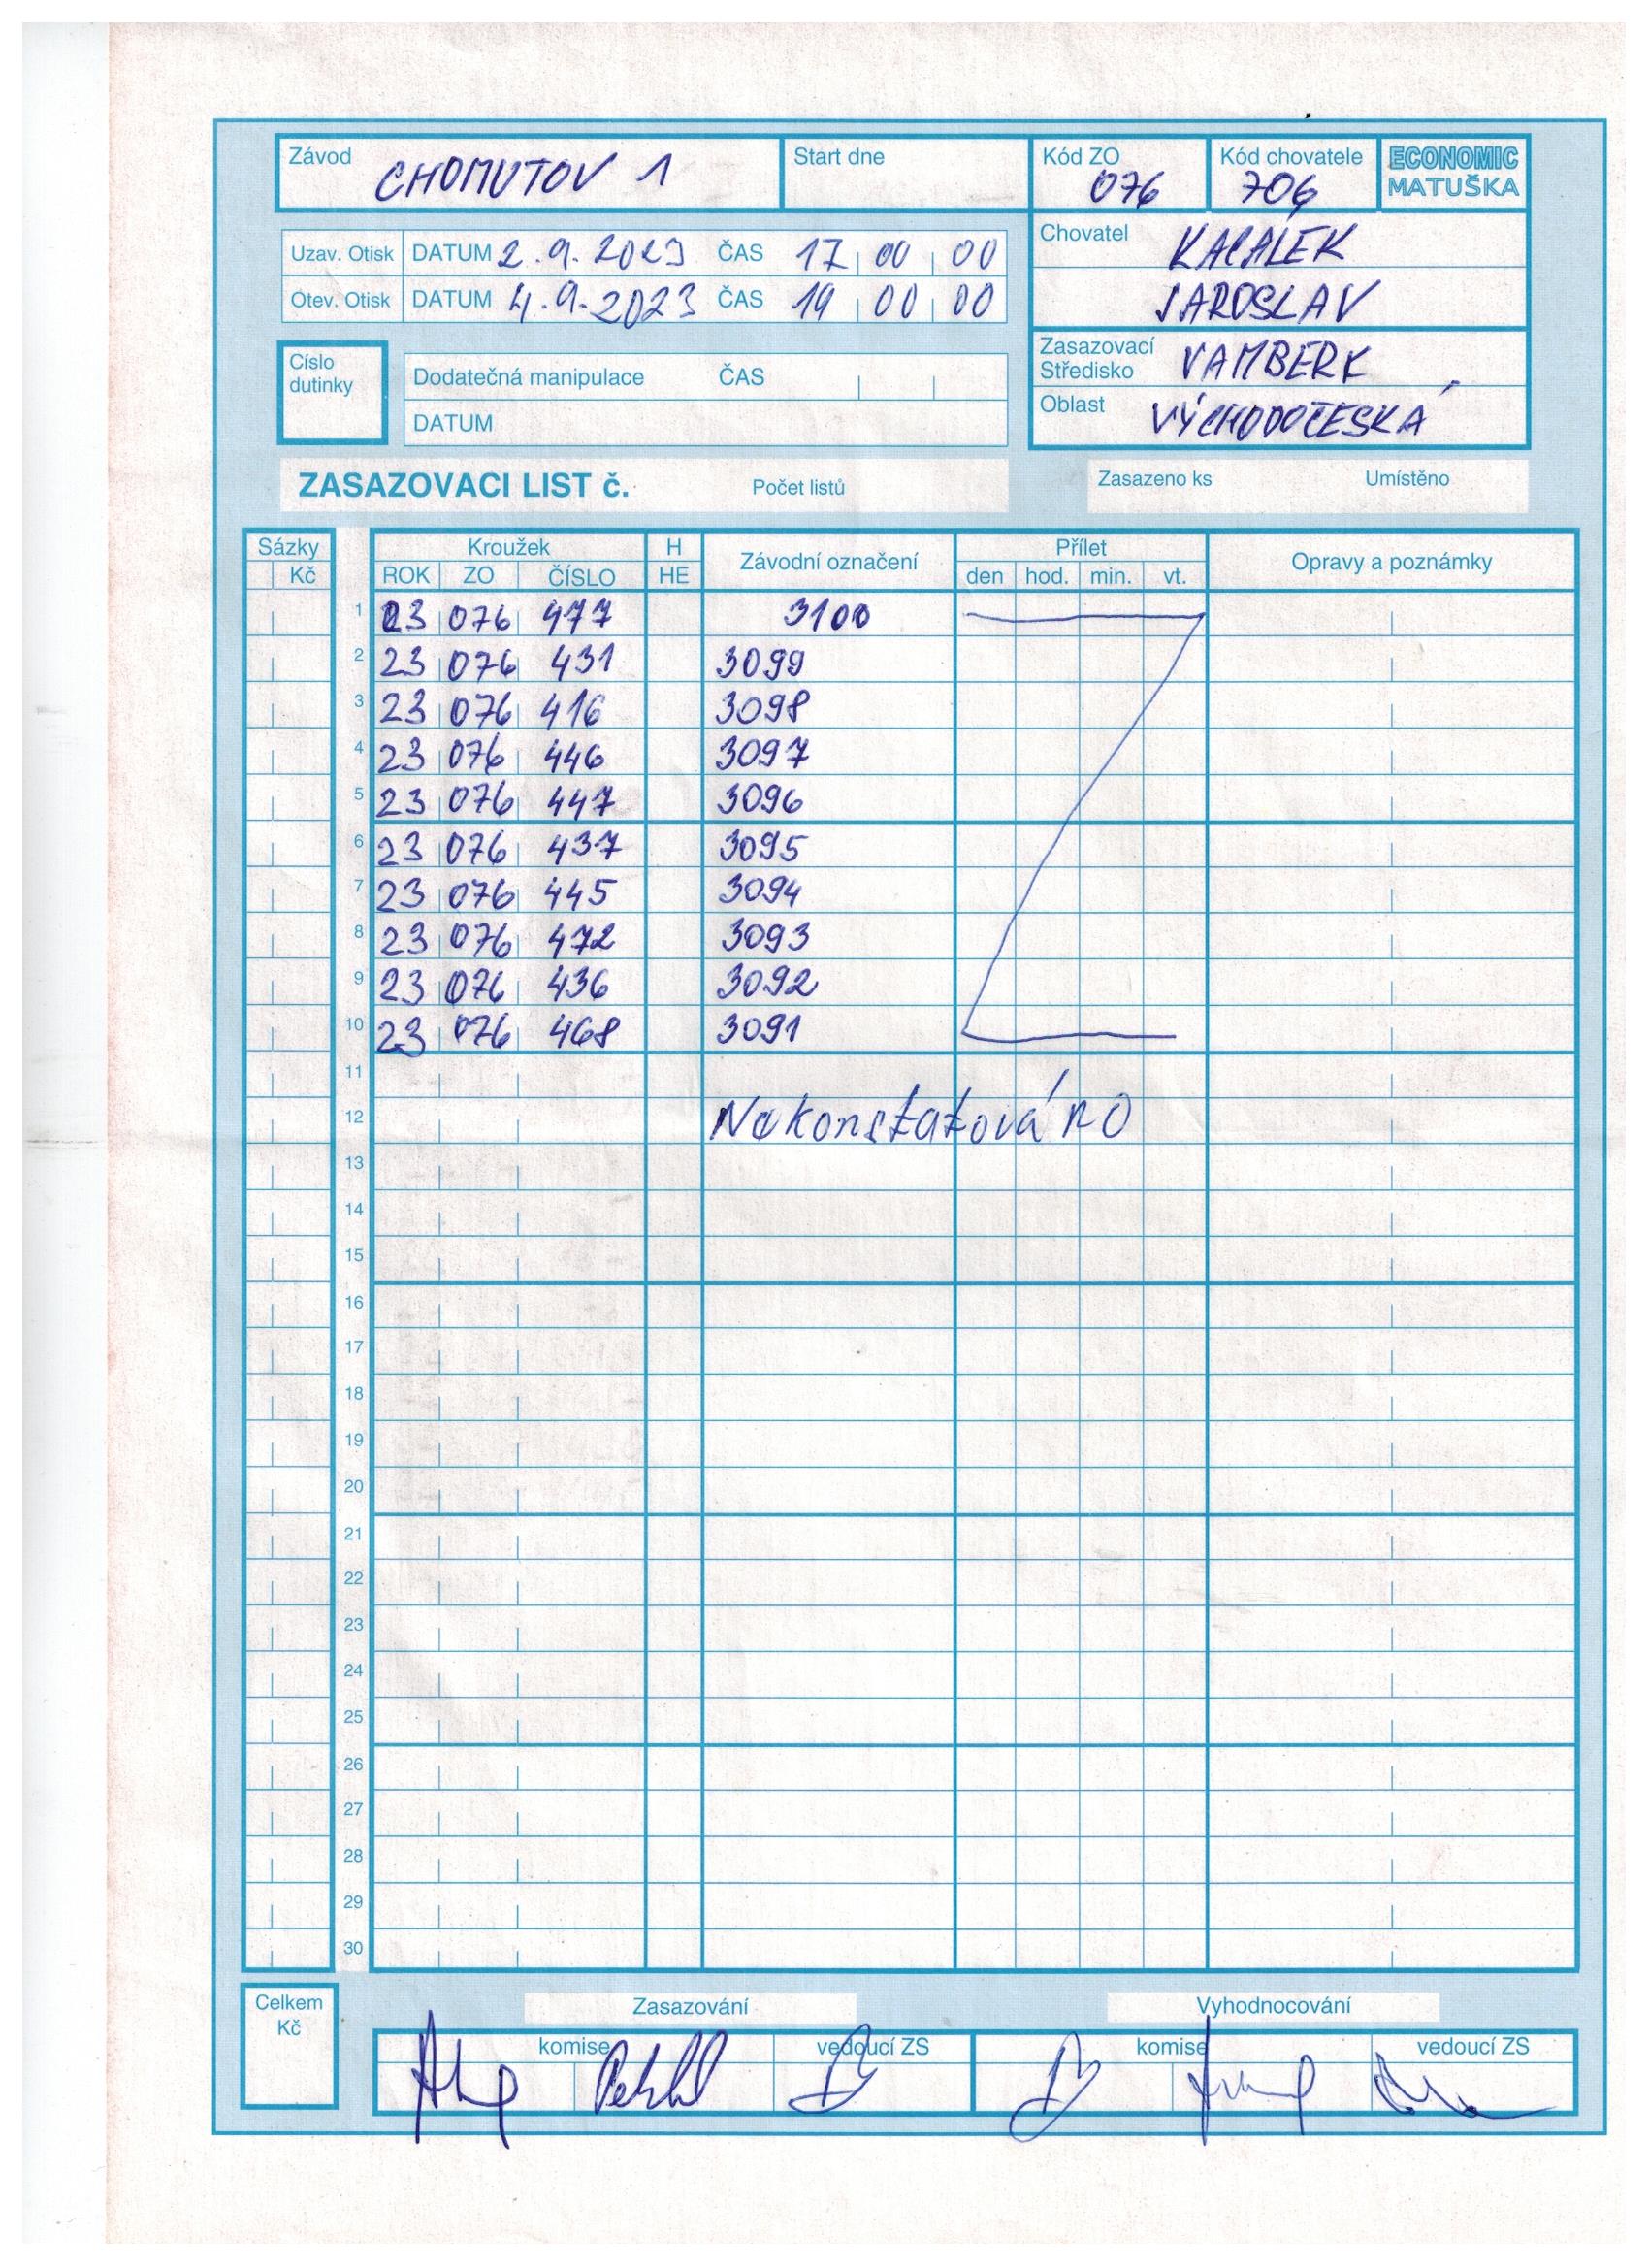 Závod CHOMUTOV 1 Start dne Kód ZO 076 Kód chovatele 706 ECONOMIC MATUŠKA
Uzav. Otisk DATUM 2.9.2023 ČAS 17 00 00
Otev. Otisk DATUM 4.9.2023 ČAS 19 00 00
Chovatel KAČÁLEK
JAROSLAV
Číslo dutinky
Dodatečná manipulace ČAS
DATUM
Zasazovací Středisko VAMBERK
Oblast VÝCHODOČESKÁ
ZASAZOVACI LIST č. Počet listů Zasazeno ks Umístěno
Sázky Kroužek H Závodní označení Přílet Opravy a poznámky
Kč ROK ZO ČÍSLO HE den hod. min. vt.
1 23 076 477 3100
2 23 076 431 3099
3 23 076 416 3098
4 23 076 446 3097
5 23 076 447 3096
6 23 076 437 3095
7 23 076 445 3094
8 23 076 472 3093
9 23 076 436 3092
10 23 076 468 3091
11
12 Nekonstatováno
13
14
15
16
17
18
19
20
21
22
23
24
25
26
27
28
29
30
Celkem Kč
Zasazování Vyhodnocování
komise vedoucí ZS komise vedoucí ZS